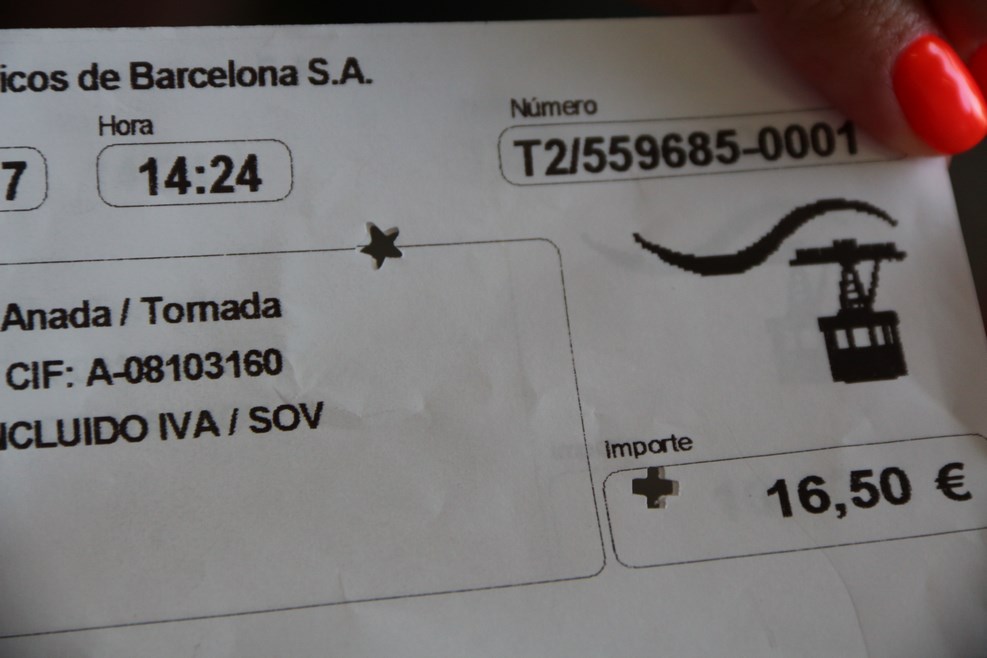 icos de Barcelona S.A.
Hora
Número
7
14:24
T2/559685-0001
Anada / Tornada
CIF: A-08103160
NCLUIDO IVA / SOV
importe
16,50 €